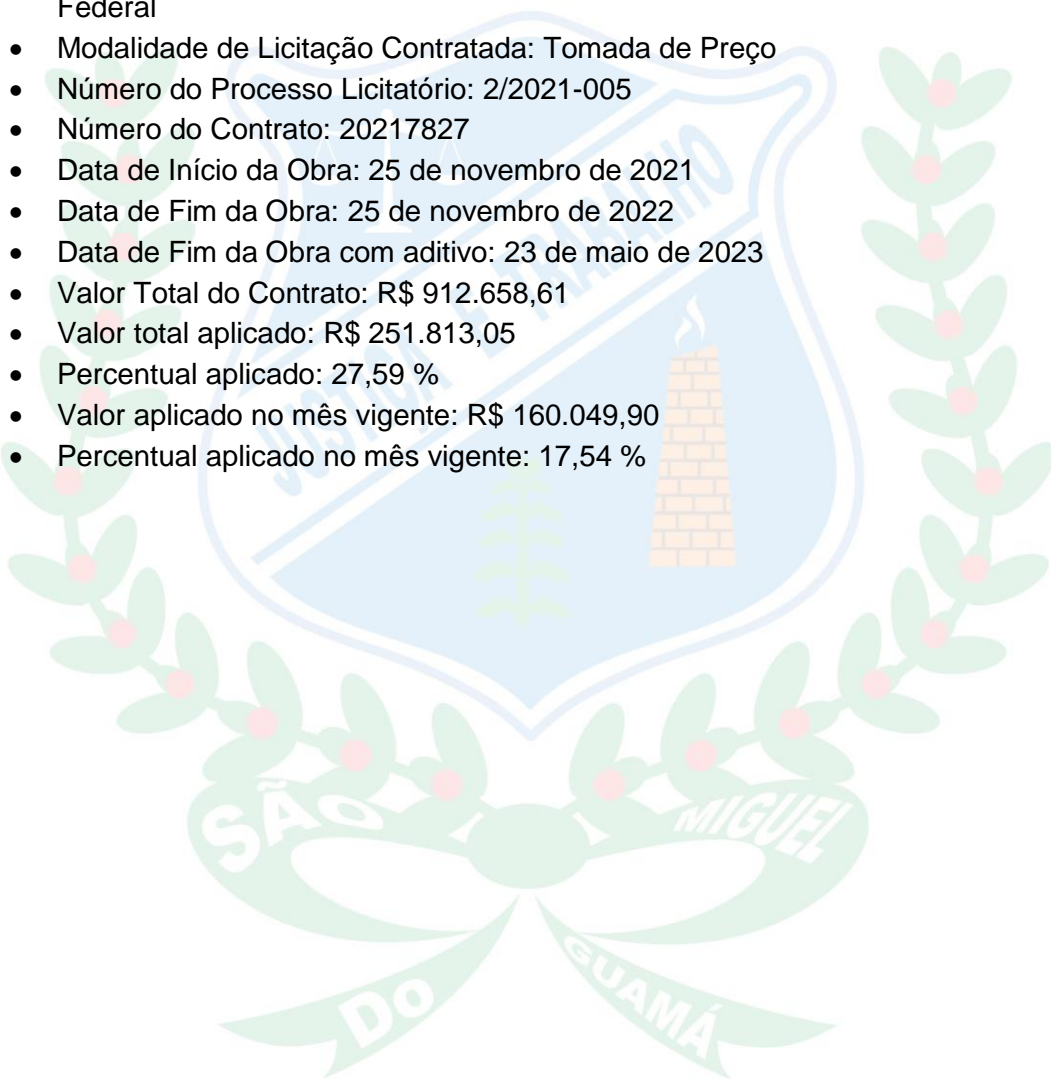 Federal
• Modalidade de Licitação Contratada: Tomada de Preço
• Número do Processo Licitatório: 2/2021-005
• Número do Contrato: 20217827
• Data de Início da Obra: 25 de novembro de 2021
• Data de Fim da Obra: 25 de novembro de 2022
• Data de Fim da Obra com aditivo: 23 de maio de 2023
• Valor Total do Contrato: R$ 912.658,61
• Valor total aplicado: R$ 251.813,05
• Percentual aplicado: 27,59 %
• Valor aplicado no mês vigente: R$ 160.049,90
• Percentual aplicado no mês vigente: 17,54 %
JUSTIÇA E TRABALHO
SÃO MIGUEL
DO GUAMÁ